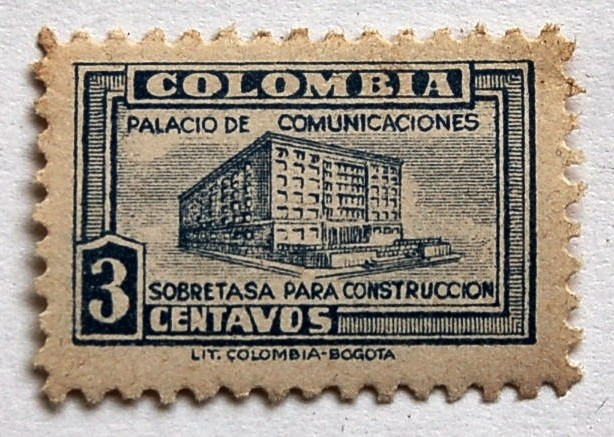 COLOMBIA
PALACIO DE COMUNICACIONES
SOBRETASA PARA CONSTRUCCION
3 CENTAVOS
LIT. COLOMBIA-BOGOTA